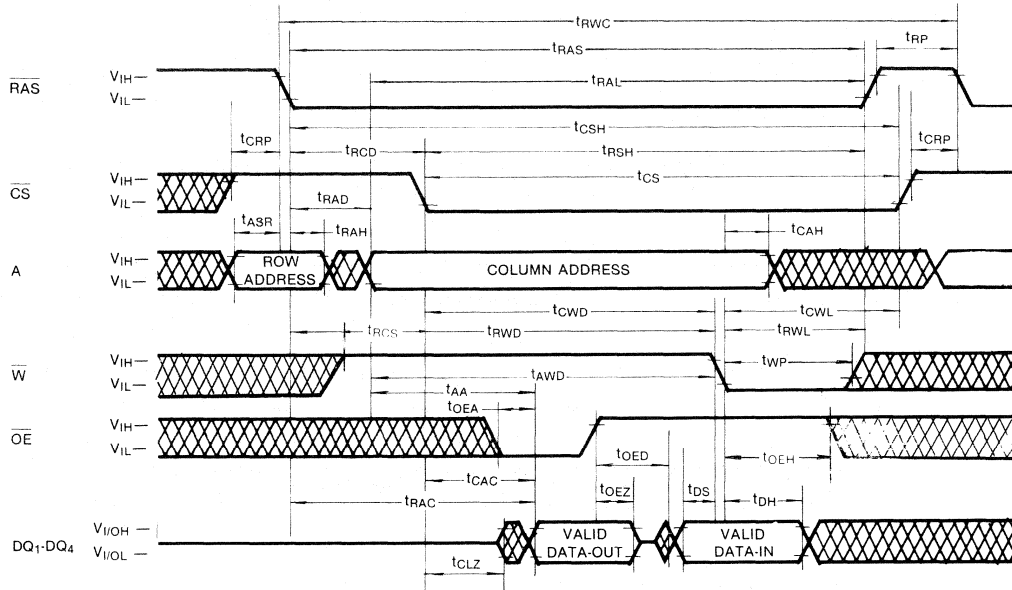 tRWC
tRAS
tRP
RAS
VIH
VIL
tRAL
tCSH
tCRP
tRCD
tRSH
tCRP
CS
VIH
VIL
tCS
tRAD
tASR
tRAH
tCAH
A
VIH
VIL
ROW
ADDRESS
COLUMN ADDRESS
tCWD
tCWL
tRCS
tRWD
tRWL
W
VIH
VIL
tWP
tAWD
tAA
tOEA
OE
VIH
VIL
tOED
tOEH
tCAC
tRAC
tOEZ
tDS
tDH
DQ1-DQ4
VI/OH
VI/OL
VALID
DATA-OUT
VALID
DATA-IN
tCLZ